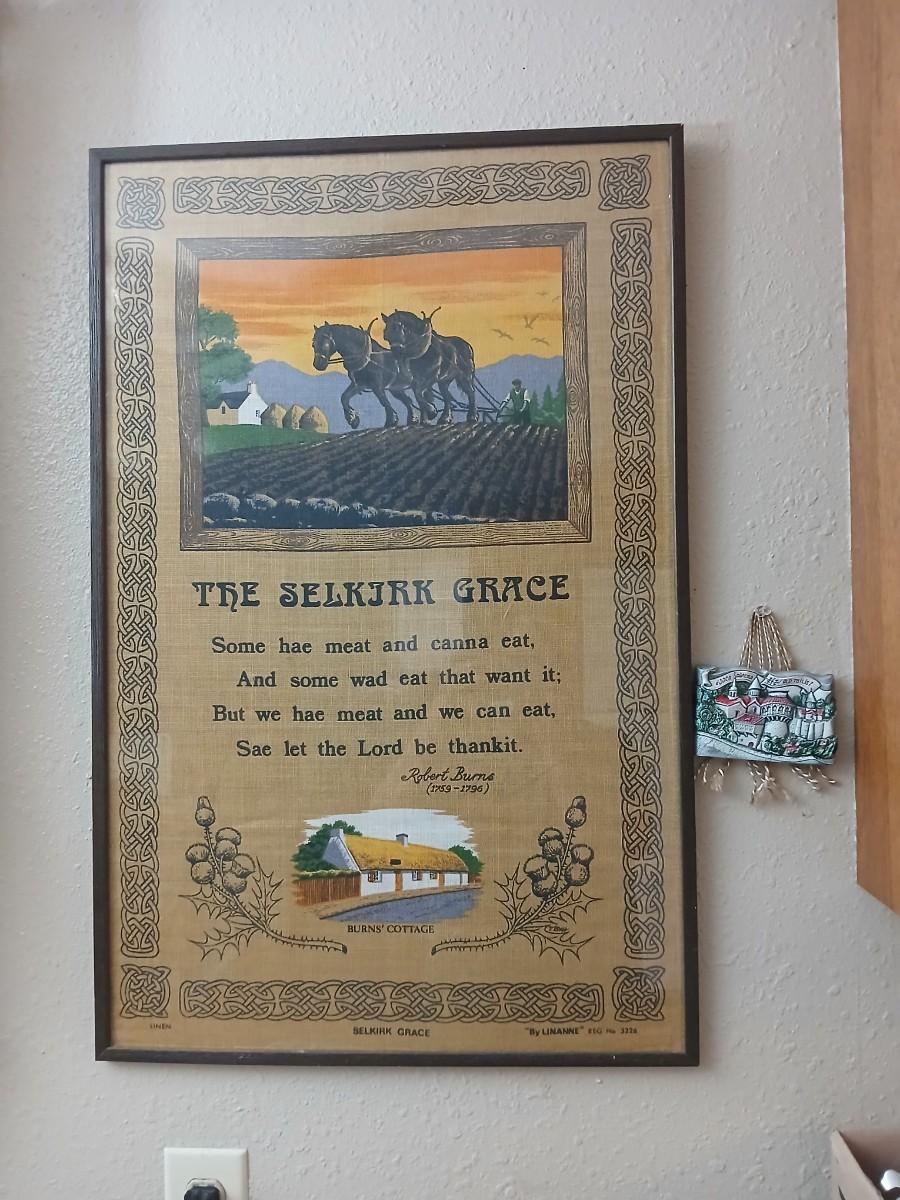 THE SELKIRK GRACE
Some hae meat and canna eat,
And some wad eat that want it;
But we hae meat and we can eat,
Sae let the Lord be thankit.
Robert Burns
(1759-1796)
BURNS' COTTAGE
LINEN
SELKIRK GRACE
"By LINANNE" REG No 3226